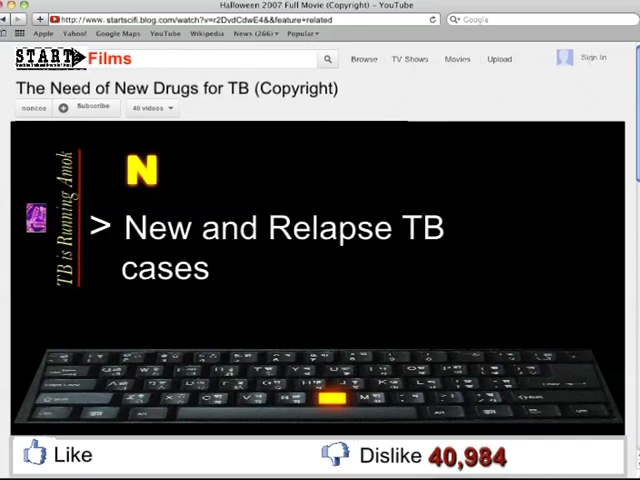 Halloween 2007 Full Movie (Copyright) – YouTube
http://www.startscifi.blog.com/watch?v=r2DvdCdwE4&&feature+related
Google
Apple Yahoo! Google Maps YouTube Wikipedia News (266) Popular
START Films
Browse TV Shows Movies Upload Sign In
The Need of New Drugs for TB (Copyright)
noncoe Subscribe 45 videos
TB is Running Amok
N
> New and Relapse TB
cases
Like
Dislike 40,984